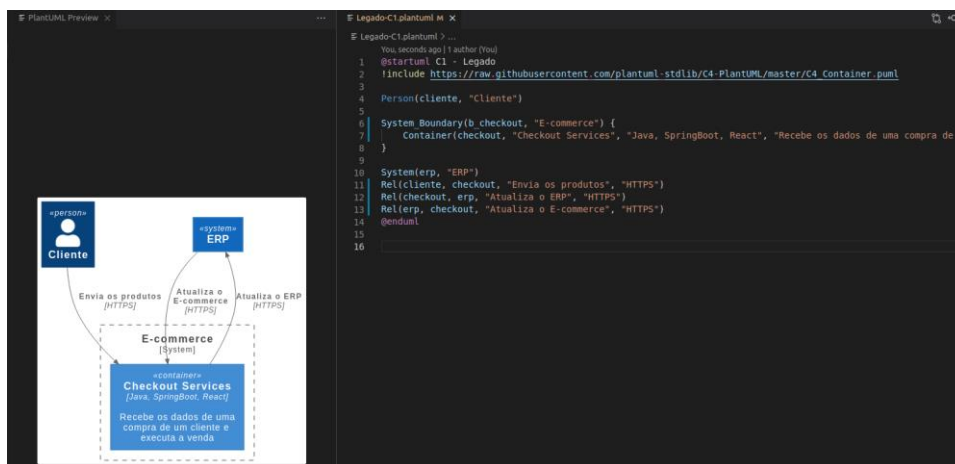 PlantUML Preview
Legado-C1.plantuml M
Legado-C1.plantuml > ...
You, seconds ago | 1 author (You)
1 @startuml C1 - Legado
2 !include https://raw.githubusercontent.com/plantuml-stdlib/C4-PlantUML/master/C4_Container.puml
3
4 Person(cliente, "Cliente")
5
6 System_Boundary(b_checkout, "E-commerce") {
7 Container(checkout, "Checkout Services", "Java, SpringBoot, React", "Recebe os dados de uma compra de
8 }
9
10 System(erp, "ERP")
11 Rel(cliente, checkout, "Envia os produtos", "HTTPS")
12 Rel(checkout, erp, "Atualiza o ERP", "HTTPS")
13 Rel(erp, checkout, "Atualiza o E-commerce", "HTTPS")
14 @enduml
15
16
«person»
Cliente
«system»
ERP
Envia os produtos
[HTTPS]
Atualiza o
E-commerce
[HTTPS]
Atualiza o ERP
[HTTPS]
E-commerce
[System]
«container»
Checkout Services
[Java, SpringBoot, React]
Recebe os dados de uma
compra de um cliente e
executa a venda